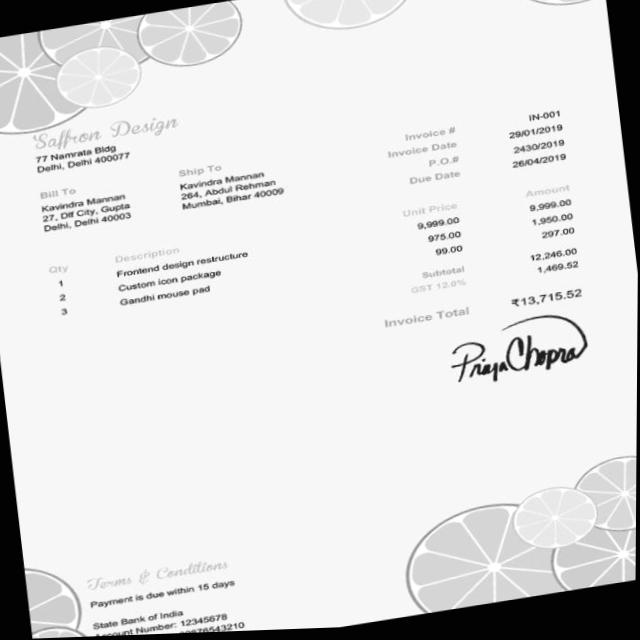 Saffron Design
77 Namrata Bldg
Delhi, Delhi 400077
Bill To
Kavindra Mannan
27, Dlf City, Gupta
Delhi, Delhi 40003
Ship To
Kavindra Mannan
264, Abdul Rehman
Mumbai, Bihar 40009
Invoice # IN-001
Invoice Date 29/01/2019
P.O.# 2430/2019
Due Date 26/04/2019
Qty Description Unit Price Amount
1 Frontend design restructure 9,999.00 9,999.00
2 Custom icon package 975.00 1,950.00
3 Gandhi mouse pad 99.00 297.00
Subtotal 12,246.00
GST 12.0% 1,469.52
Invoice Total ₹13,715.52
Priya Chopra
Terms & Conditions
Payment is due within 15 days
State Bank of India
Account Number: 12345678